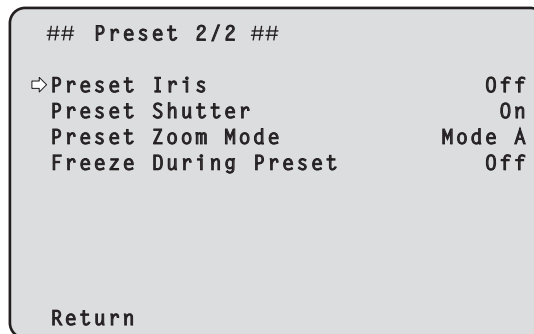 ## Preset 2/2 ##
⇨Preset Iris Off
Preset Shutter On
Preset Zoom Mode Mode A
Freeze During Preset Off
Return